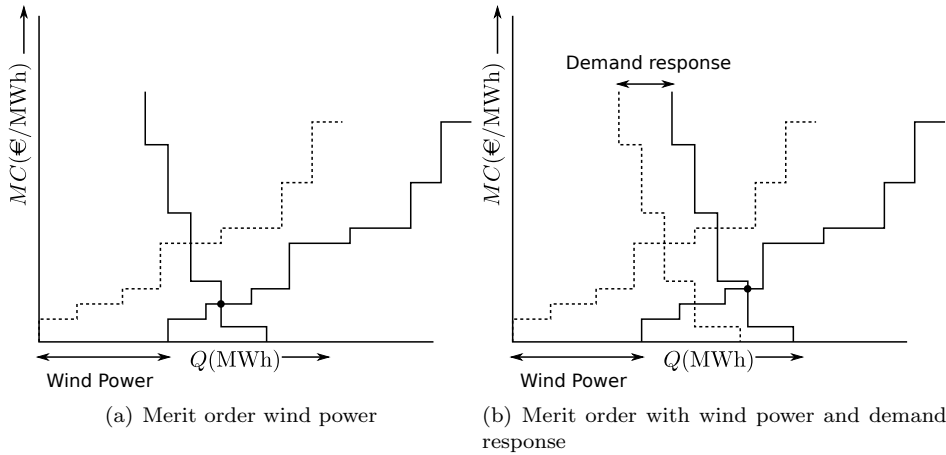 MC(€/MWh)
Q(MWh)
Wind Power
(a) Merit order wind power
MC(€/MWh)
Demand response
Q(MWh)
Wind Power
(b) Merit order with wind power and demand
response